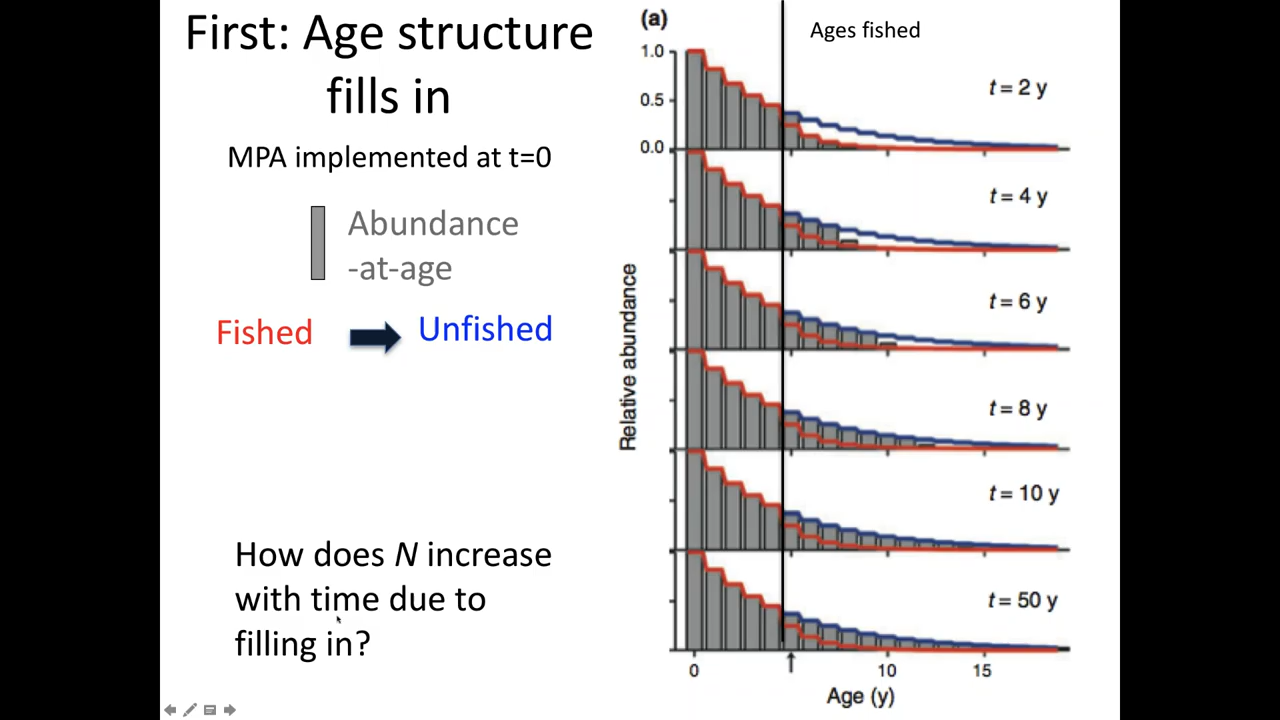 First: Age structure
fills in
MPA implemented at t=0
Abundance
-at-age
Fished
Unfished
How does N increase
with time due to
filling in?
(a)
Ages fished
1.0
0.5
0.0
t = 2 y
t = 4 y
t = 6 y
t = 8 y
t = 10 y
t = 50 y
Relative abundance
0
10
15
Age (y)